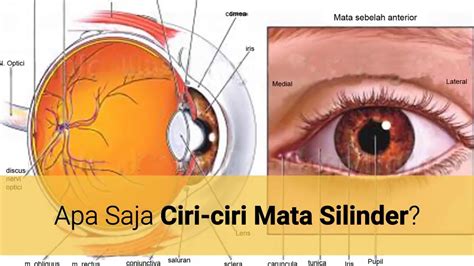 cornea
Mata sebelah anterior
iris
N. Optici
Medial
Lateral
discus
nervi
optici
Apa Saja Ciri-ciri Mata Silinder?
m. obliquus
m. rectus
conjunctiva
saluran
sclera
caruncula
tunica
Iris
Pupil